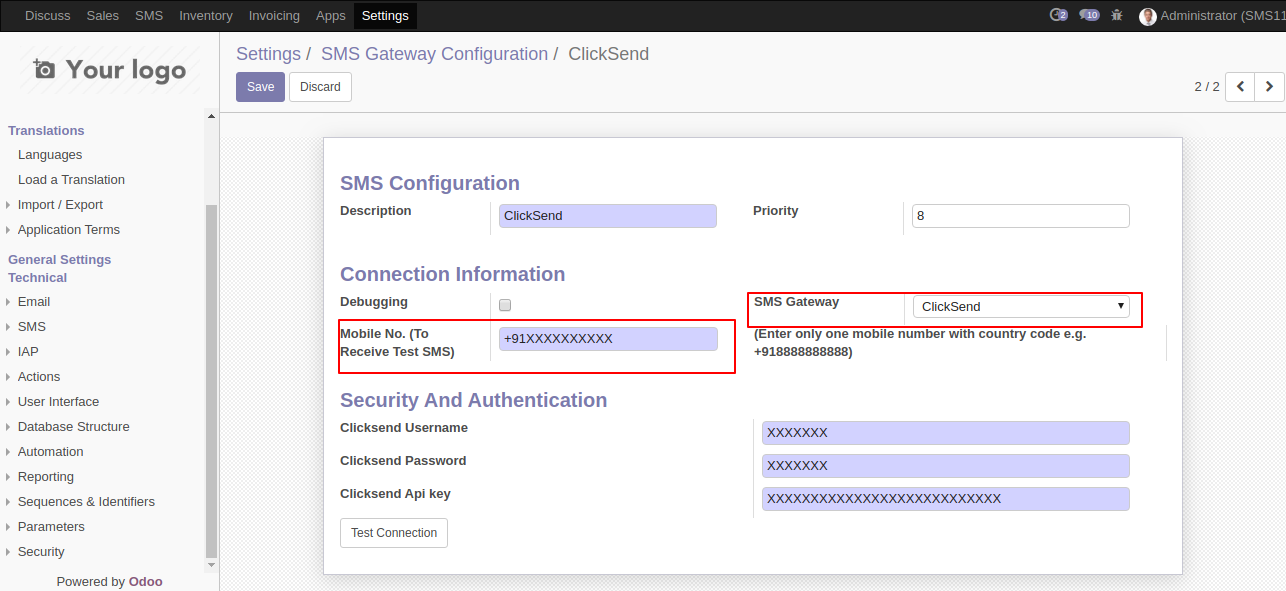 Discuss Sales SMS Inventory Invoicing Apps Settings 2 10 Administrator (SMS11
Your logo
Settings / SMS Gateway Configuration / ClickSend
Save Discard
2 / 2
Translations
Languages
Load a Translation
Import / Export
Application Terms
General Settings
Technical
Email
SMS
IAP
Actions
User Interface
Database Structure
Automation
Reporting
Sequences & Identifiers
Parameters
Security
Powered by Odoo
SMS Configuration
Description ClickSend Priority 8
Connection Information
Debugging
SMS Gateway ClickSend
Mobile No. (To
Receive Test SMS)
+91XXXXXXXXXX
(Enter only one mobile number with country code e.g.
+918888888888)
Security And Authentication
Clicksend Username XXXXXXX
Clicksend Password XXXXXXX
Clicksend Api key XXXXXXXXXXXXXXXXXXXXXXXXXXX
Test Connection